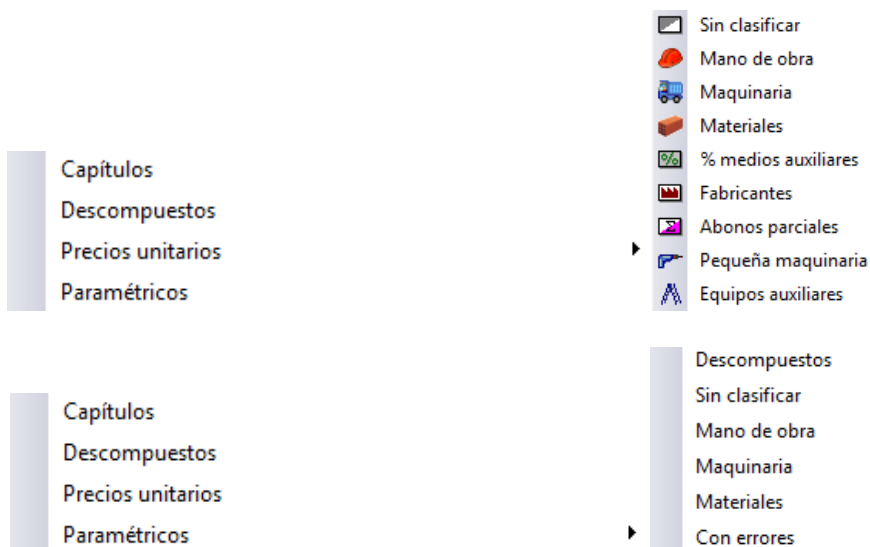 Capítulos
Descompuestos
Precios unitarios
Paramétricos
Sin clasificar
Mano de obra
Maquinaria
Materiales
% medios auxiliares
Fabricantes
Abonos parciales
Pequeña maquinaria
Equipos auxiliares
Capítulos
Descompuestos
Precios unitarios
Paramétricos
Descompuestos
Sin clasificar
Mano de obra
Maquinaria
Materiales
Con errores